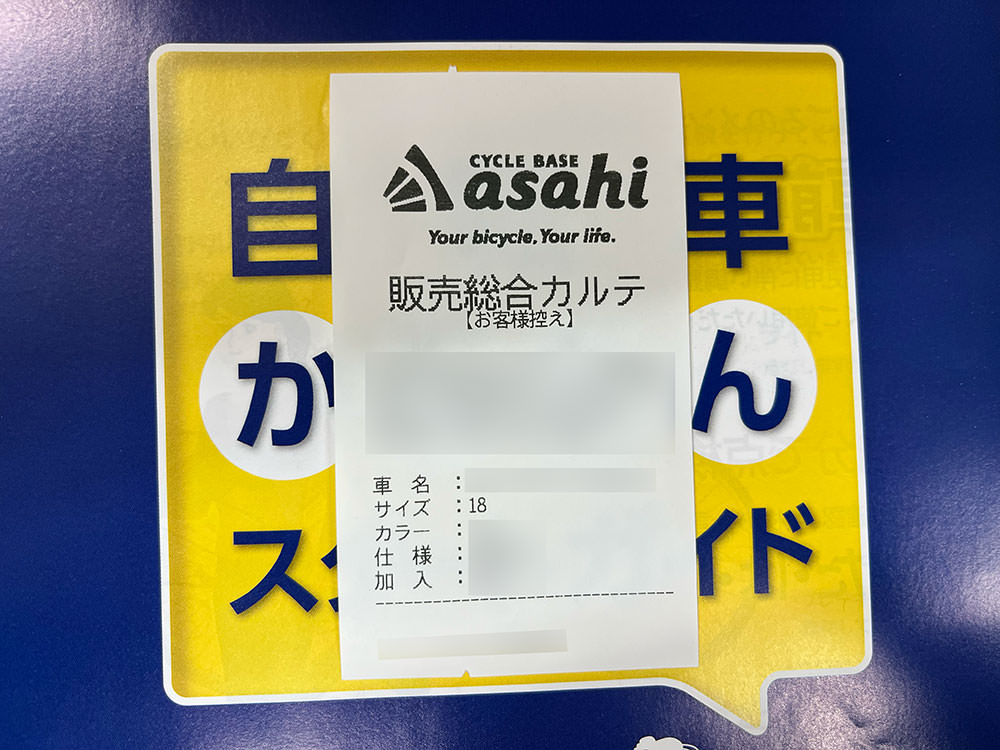 CYCLE BASE
asahi
Your bicycle, Your life.
販売総合カルテ
【お客様控え】
車 名 :
サイズ :18
カラー :
仕 様 :
加 入 :
自 車
か ん
ス イド